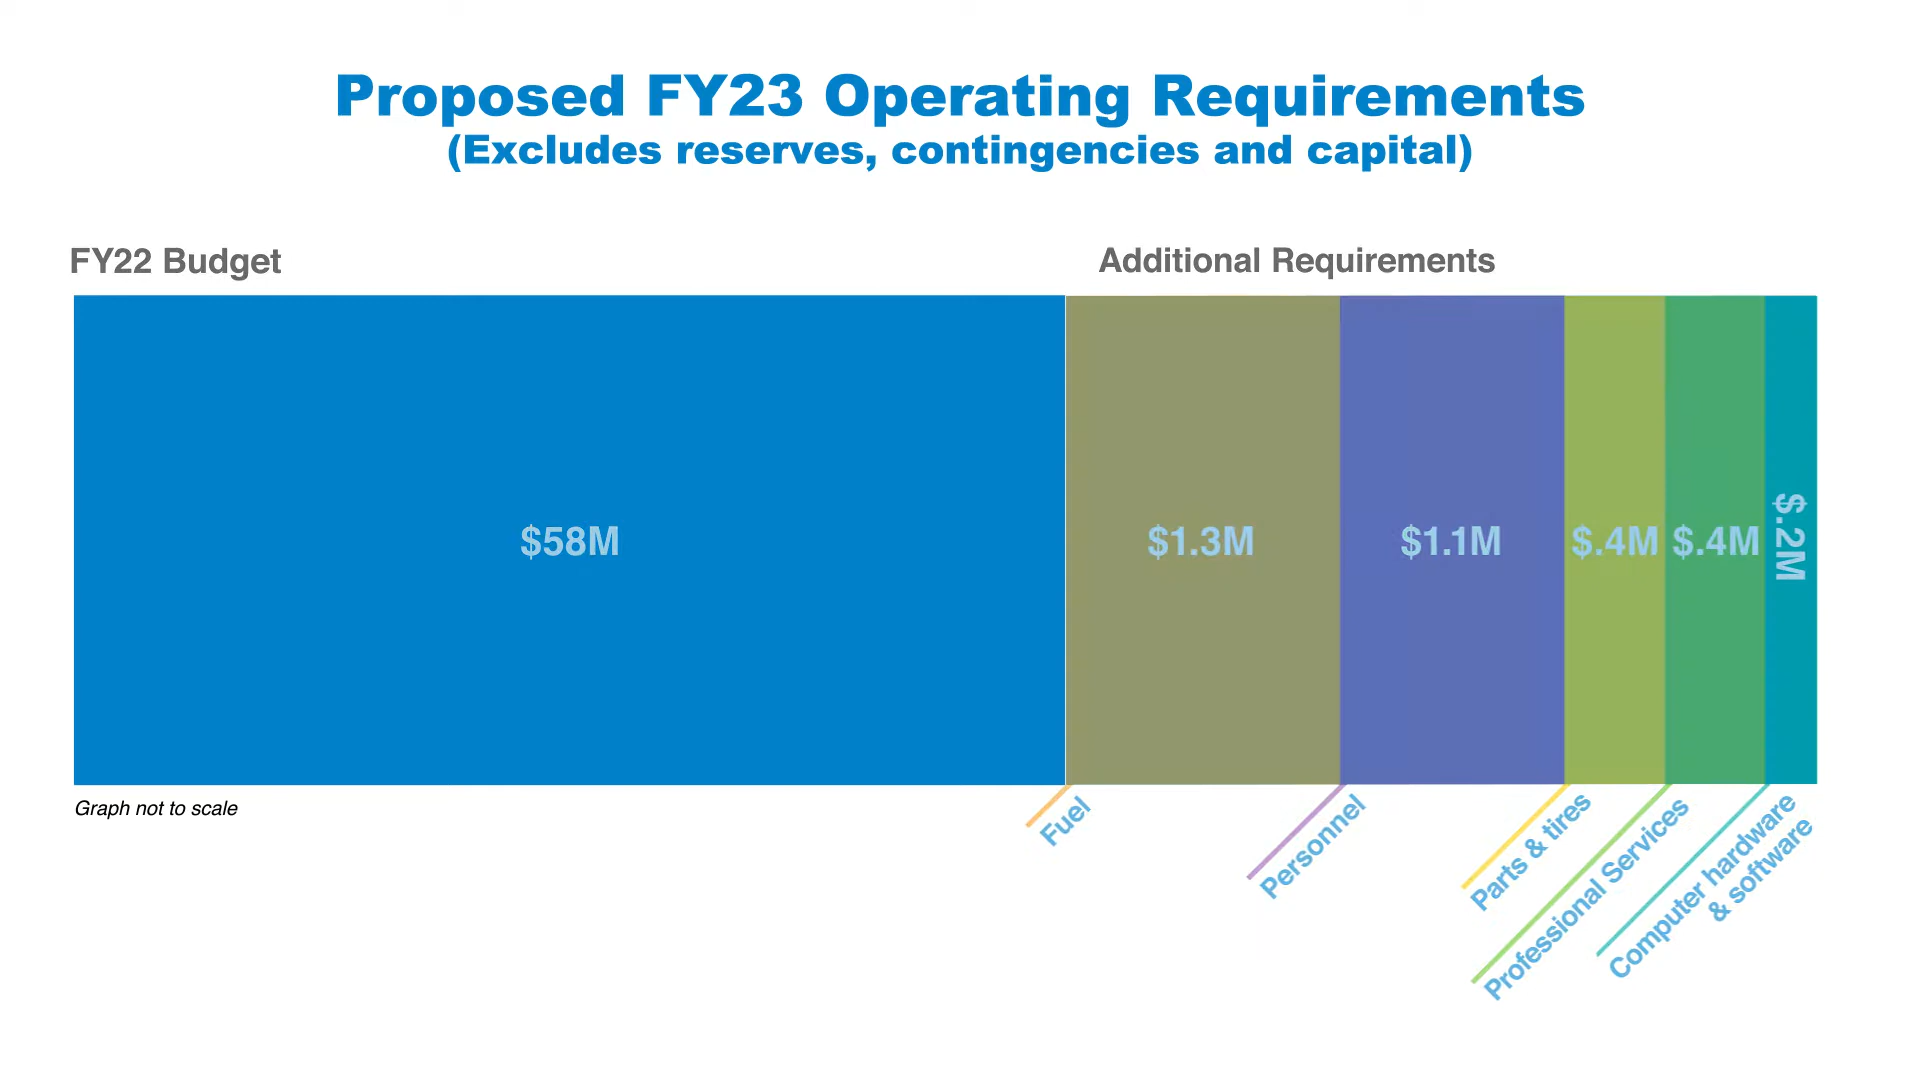 Proposed FY23 Operating Requirements
(Excludes reserves, contingencies and capital)
FY22 Budget
Additional Requirements
$58M
$1.3M
$1.1M
$.4M
$.4M
$.2M
Graph not to scale
Fuel
Personnel
Parts & tires
Professional Services
Computer hardware
& software